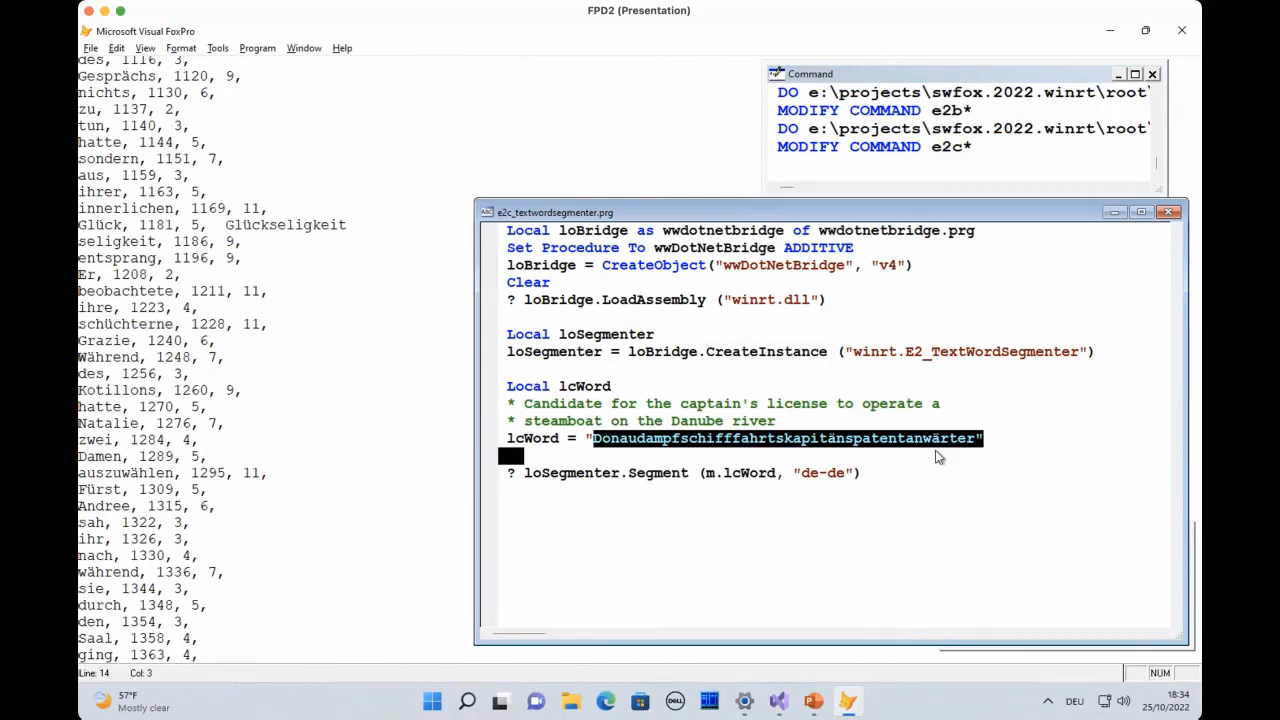 FPD2 (Presentation)
Microsoft Visual FoxPro
File Edit View Format Tools Program Window Help
des, 1116, 3,
Gesprächs, 1120, 9,
nichts, 1130, 6,
zu, 1137, 2,
tun, 1140, 3,
hatte, 1144, 5,
sondern, 1151, 7,
aus, 1159, 3,
ihrer, 1163, 5,
innerlichen, 1169, 11,
Glück, 1181, 5, Glückseligkeit
seligkeit, 1186, 9,
entsprang, 1196, 9,
Er, 1208, 2,
beobachtete, 1211, 11,
ihre, 1223, 4,
schüchterne, 1228, 11,
Grazie, 1240, 6,
Während, 1248, 7,
des, 1256, 3,
Kotillons, 1260, 9,
hatte, 1270, 5,
Natalie, 1276, 7,
zwei, 1284, 4,
Damen, 1289, 5,
auszuwählen, 1295, 11,
Fürst, 1309, 5,
Andree, 1315, 6,
sah, 1322, 3,
ihr, 1326, 3,
nach, 1330, 4,
während, 1336, 7,
sie, 1344, 3,
durch, 1348, 5,
den, 1354, 3,
Saal, 1358, 4,
ging, 1363, 4,
Command
DO e:\projects\swfox.2022.winrt\root\
MODIFY COMMAND e2b*
DO e:\projects\swfox.2022.winrt\root\
MODIFY COMMAND e2c*
e2c_textwordsegmenter.prg
Local loBridge as wwdotnetbridge of wwdotnetbridge.prg
Set Procedure To wwDotNetBridge ADDITIVE
loBridge = CreateObject("wwDotNetBridge", "v4")
Clear
? loBridge.LoadAssembly ("winrt.dll")
Local loSegmenter
loSegmenter = loBridge.CreateInstance ("winrt.E2_TextWordSegmenter")
Local lcWord
* Candidate for the captain's license to operate a
* steamboat on the Danube river
lcWord = "Donaudampfschifffahrtskapitänspatentanwärter"
? loSegmenter.Segment (m.lcWord, "de-de")
Line: 14 Col: 3 NUM
57°F
Mostly clear
DELL
DEU
18:34
25/10/2022